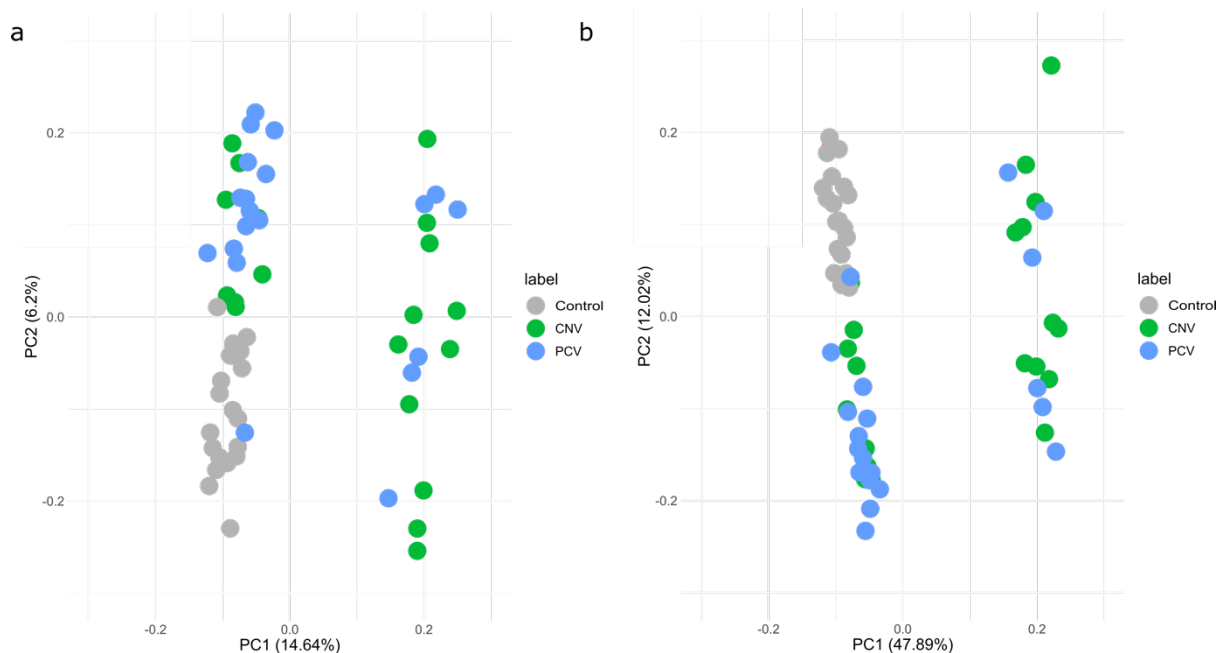 a
0.2
0.0
-0.2
PC2 (6.2%)
-0.2
0.0
0.2
PC1 (14.64%)
label
Control
CNV
PCV
b
0.2
0.0
-0.2
PC2 (12.02%)
-0.2
0.0
0.2
PC1 (47.89%)
label
Control
CNV
PCV